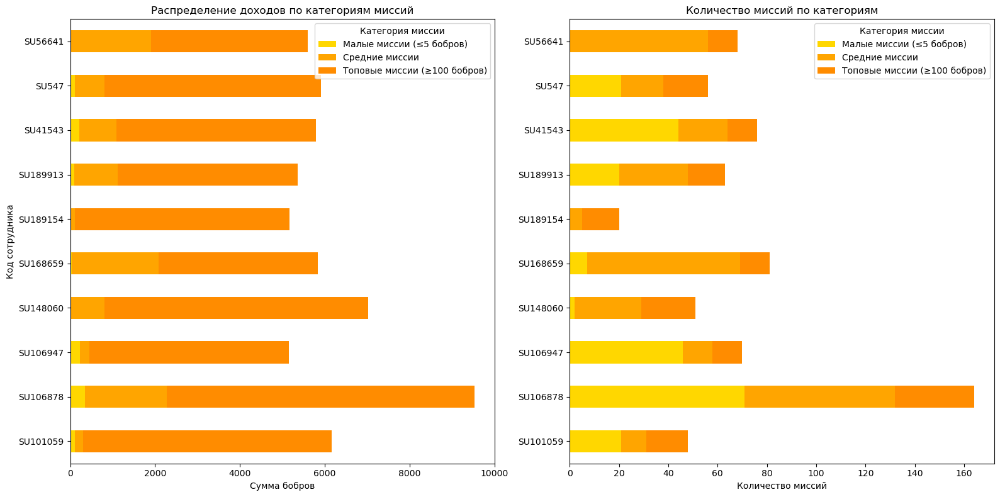 Распределение доходов по категориям миссий
Категория миссии
Малые миссии (≤5 бобров)
Средние миссии
Топовые миссии (≥100 бобров)
Код сотрудника
SU56641
SU547
SU41543
SU189913
SU189154
SU168659
SU148060
SU106947
SU106878
SU101059
0 2000 4000 6000 8000 10000
Сумма бобров
Количество миссий по категориям
Категория миссии
Малые миссии (≤5 бобров)
Средние миссии
Топовые миссии (≥100 бобров)
SU56641
SU547
SU41543
SU189913
SU189154
SU168659
SU148060
SU106947
SU106878
SU101059
0 20 40 60 80 100 120 140 160
Количество миссий